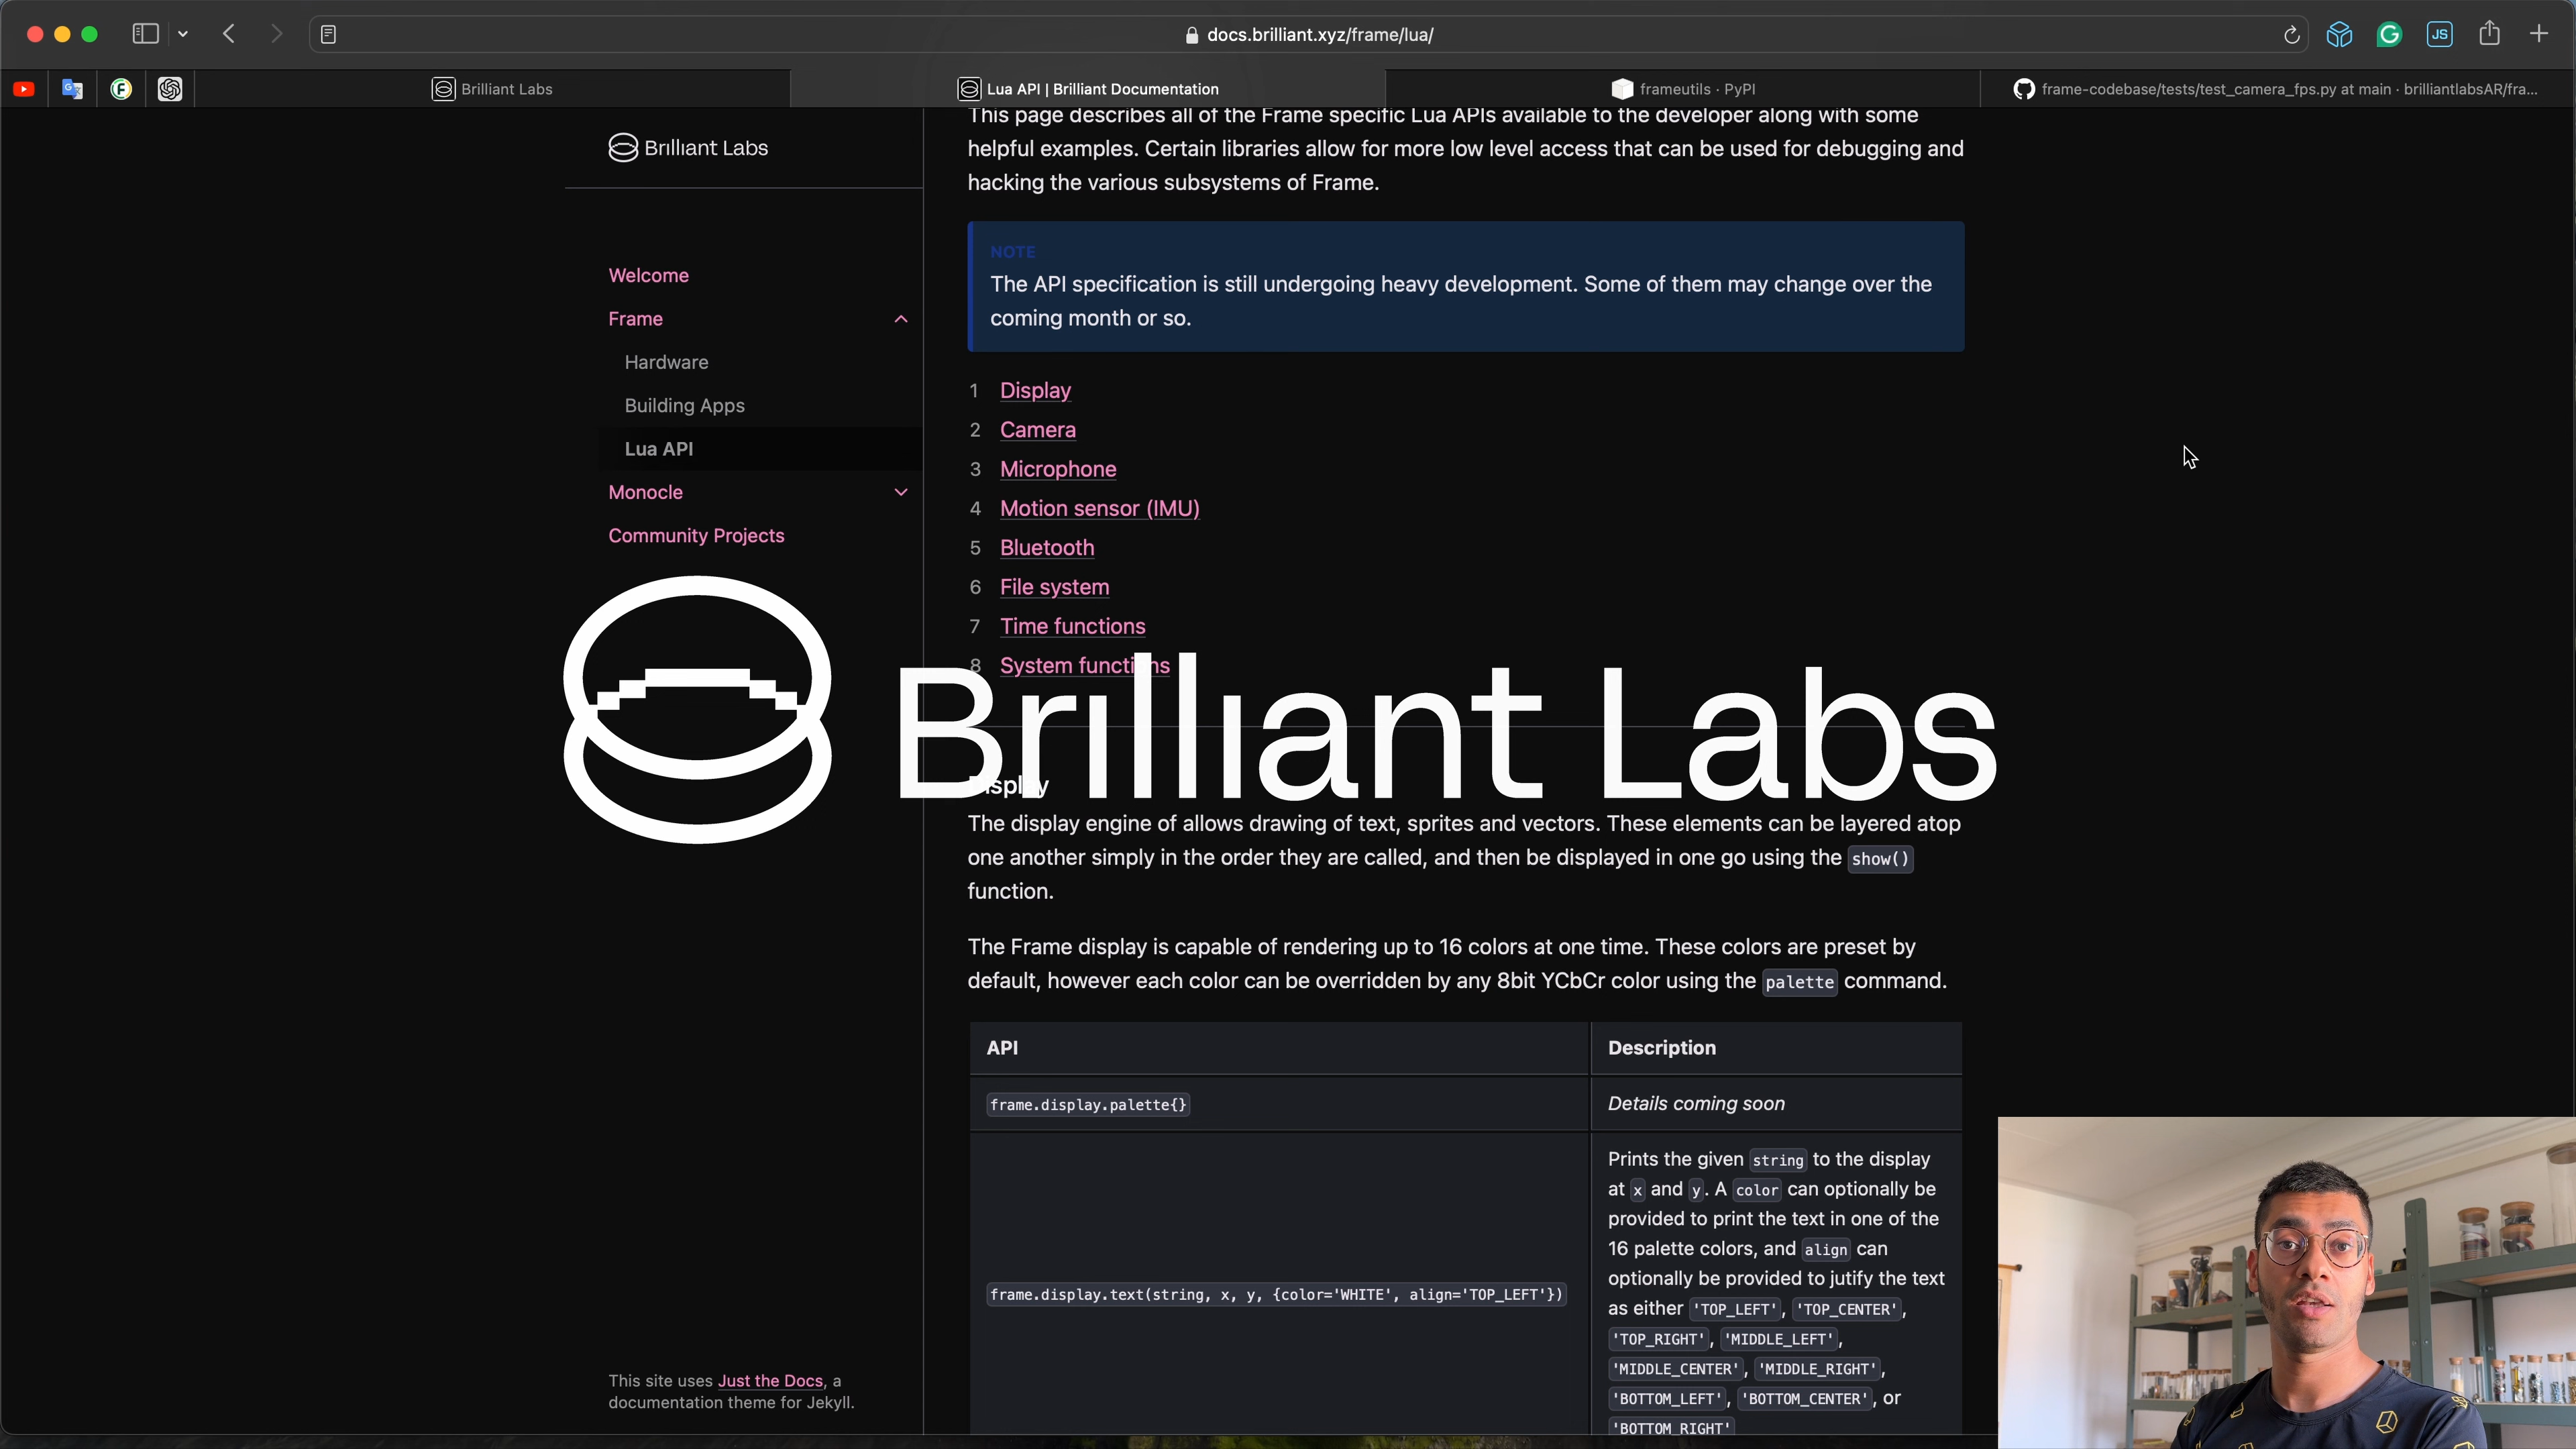 docs.brilliant.xyz/frame/lua/
JS
Brilliant Labs
Lua API | Brilliant Documentation
frameutils · PyPI
frame-codebase/tests/test_camera_fps.py at main · brilliantlabsAR/fra...
Brıllıant Labs
Welcome
Frame
Hardware
Building Apps
Lua API
Monocle
Community Projects
This site uses Just the Docs, a
documentation theme for Jekyll.
This page describes all of the Frame specific Lua APIs available to the developer along with some
helpful examples. Certain libraries allow for more low level access that can be used for debugging and
hacking the various subsystems of Frame.
NOTE
The API specification is still undergoing heavy development. Some of them may change over the
coming month or so.
1 Display
2 Camera
3 Microphone
4 Motion sensor (IMU)
5 Bluetooth
6 File system
7 Time functions
8 System functions
Brıllıant Labs
Display
The display engine of allows drawing of text, sprites and vectors. These elements can be layered atop
one another simply in the order they are called, and then be displayed in one go using the show()
function.
The Frame display is capable of rendering up to 16 colors at one time. These colors are preset by
default, however each color can be overridden by any 8bit YCbCr color using the palette command.
API Description
frame.display.palette{} Details coming soon
frame.display.text(string, x, y, {color='WHITE', align='TOP_LEFT'})
Prints the given string to the display
at x and y. A color can optionally be
provided to print the text in one of the
16 palette colors, and align can
optionally be provided to jutify the text
as either 'TOP_LEFT', 'TOP_CENTER',
'TOP_RIGHT', 'MIDDLE_LEFT',
'MIDDLE_CENTER', 'MIDDLE_RIGHT',
'BOTTOM_LEFT', 'BOTTOM_CENTER', or
'BOTTOM_RIGHT'